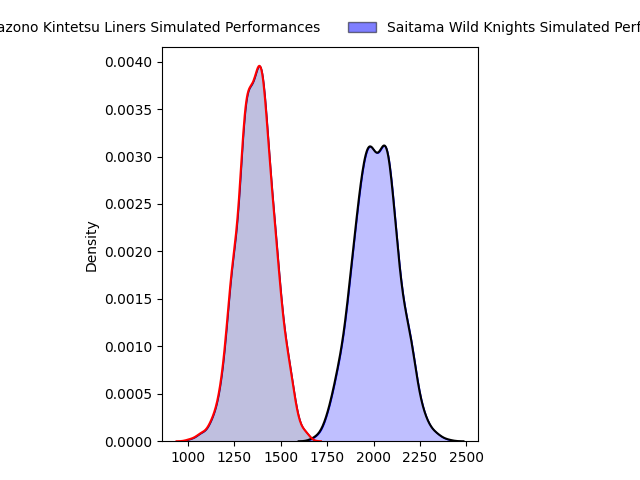 azono Kintetsu Liners Simulated Performances
Saitama Wild Knights Simulated Perf
0.0040
0.0035
0.0030
0.0025
0.0020
0.0015
0.0010
0.0005
0.0000
Density
1000 1250 1500 1750 2000 2250 2500